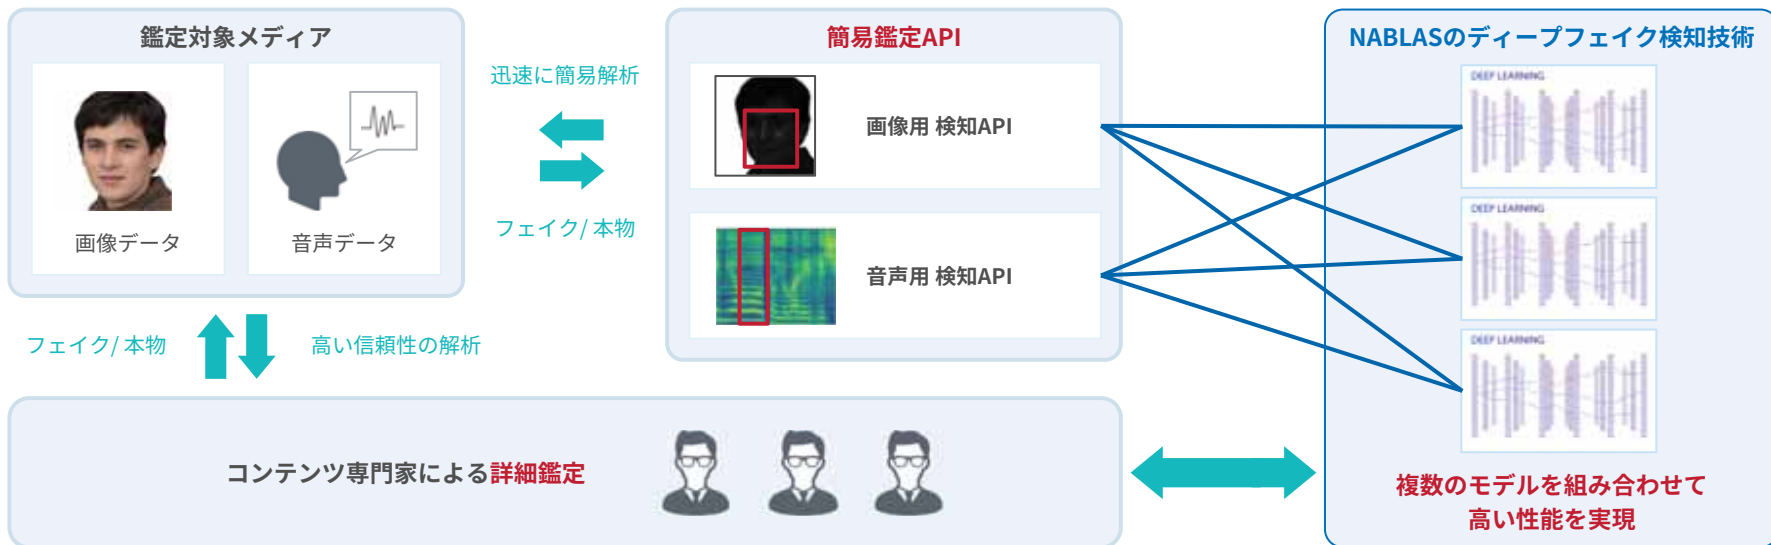 鑑定対象メディア
画像データ
音声データ
迅速に簡易解析
フェイク/ 本物
簡易鑑定API
画像用 検知API
音声用 検知API
NABLASのディープフェイク検知技術
DEEP LEARNING
DEEP LEARNING
DEEP LEARNING
複数のモデルを組み合わせて
高い性能を実現
フェイク/ 本物
高い信頼性の解析
コンテンツ専門家による詳細鑑定